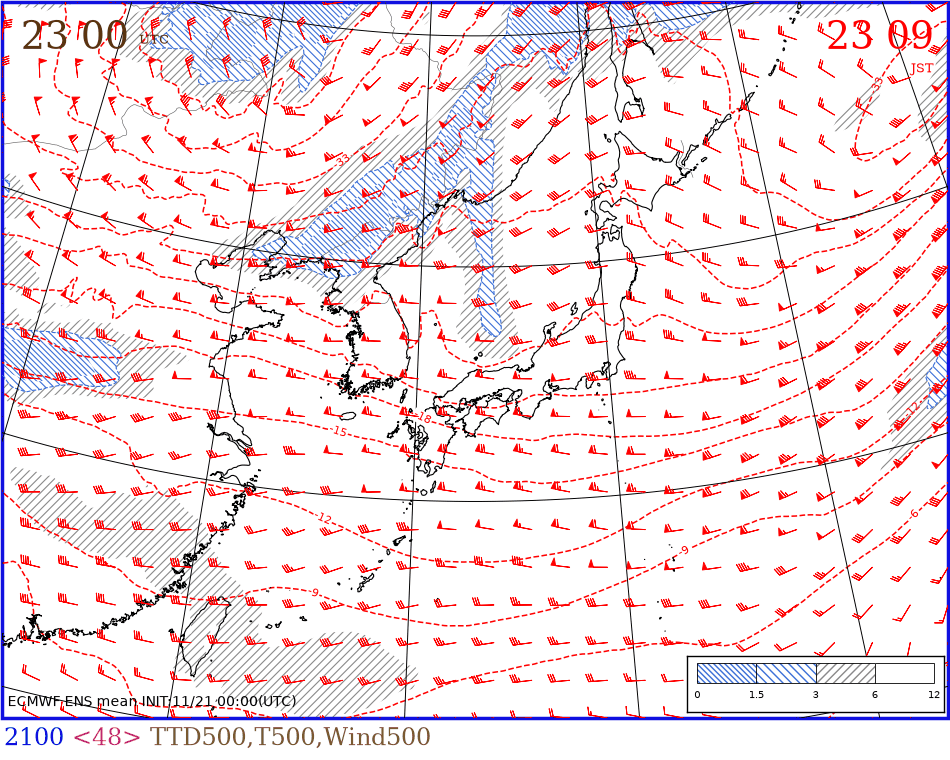 23 00 UTC
23 09
JST
-33
-33
-18
-15
-12
-12
-9
-9
-6
ECMWF ENS mean INIT:11/21 00:00(UTC)
0 1.5 3 6 12
2100 <48> TTD500,T500,Wind500